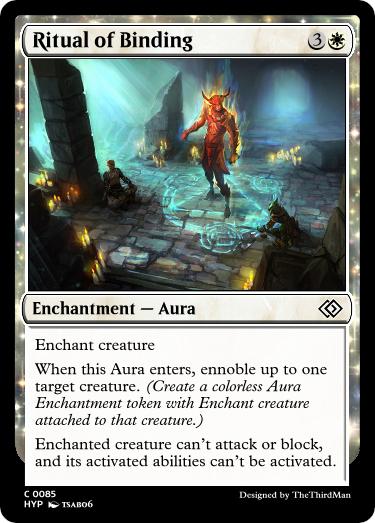 Ritual of Binding 3
Enchantment — Aura
Enchant creature
When this Aura enters, ennoble up to one
target creature. (Create a colorless Aura
Enchantment token with Enchant creature
attached to that creature.)
Enchanted creature can't attack or block,
and its activated abilities can't be activated.
C 0085
HYP TSABO6
Designed by TheThirdMan